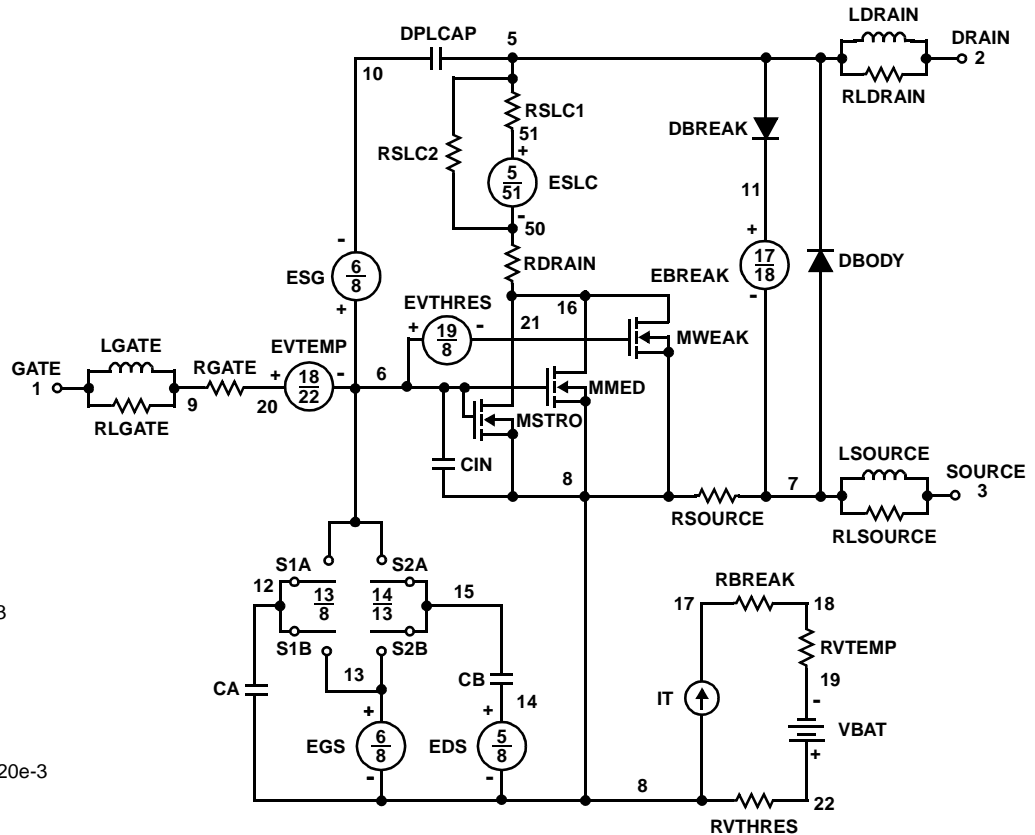 LDRAIN
DPLCAP 5 DRAIN
10 2
RSLC1 RLDRAIN
DBREAK
51
RSLC2 +
5
51
ESLC 11
-
50
- RDRAIN +
17
18
EBREAK DBODY
6
8
ESG
EVTHRES 16
+ 19
8
- 21 MWEAK
+
LGATE EVTEMP
GATE RGATE 6
1 + 18
22
- MMED
9 20
RLGATE MSTRO
LSOURCE
CIN 8 7 SOURCE
3
RSOURCE
RLSOURCE
S1A S2A
12 13
8
14
13
15 RBREAK
17 18
S1B S2B
RVTEMP
13
CA CB 19
14 IT -
+ +
VBAT
EGS 6
8
EDS 5
8
+
- - 8
22
RVTHRES
3
20e-3